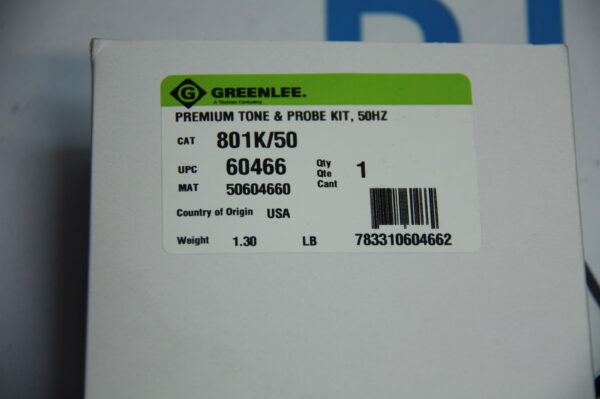 G GREENLEE.
A Textron Company
PREMIUM TONE & PROBE KIT, 50HZ
CAT 801K/50
UPC 60466 Qty Qte Cant 1
MAT 50604660
Country of Origin USA
Weight 1.30 LB 783310604662